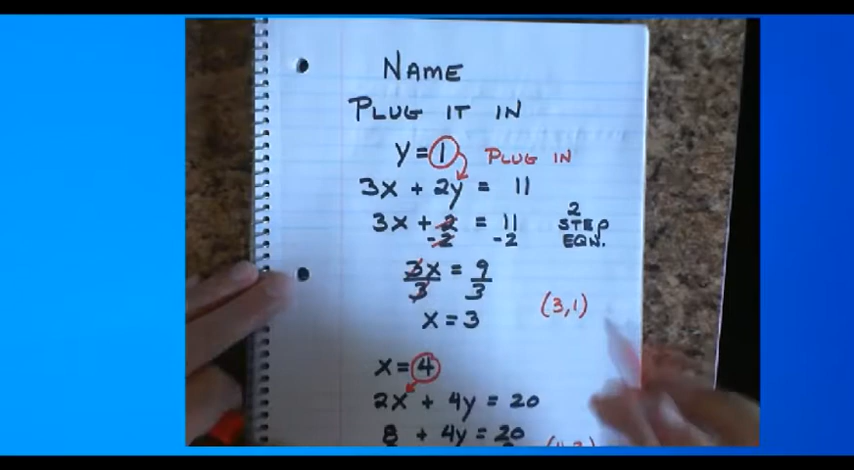 NAME
PLUG IT IN
y = 1 PLUG IN
3x + 2y = 11
3x + 2 = 11 2 STEP EQN.
-2 -2
3x = 9
3 3
x = 3 (3,1)
x = 4
2x + 4y = 20
8 + 4y = 20